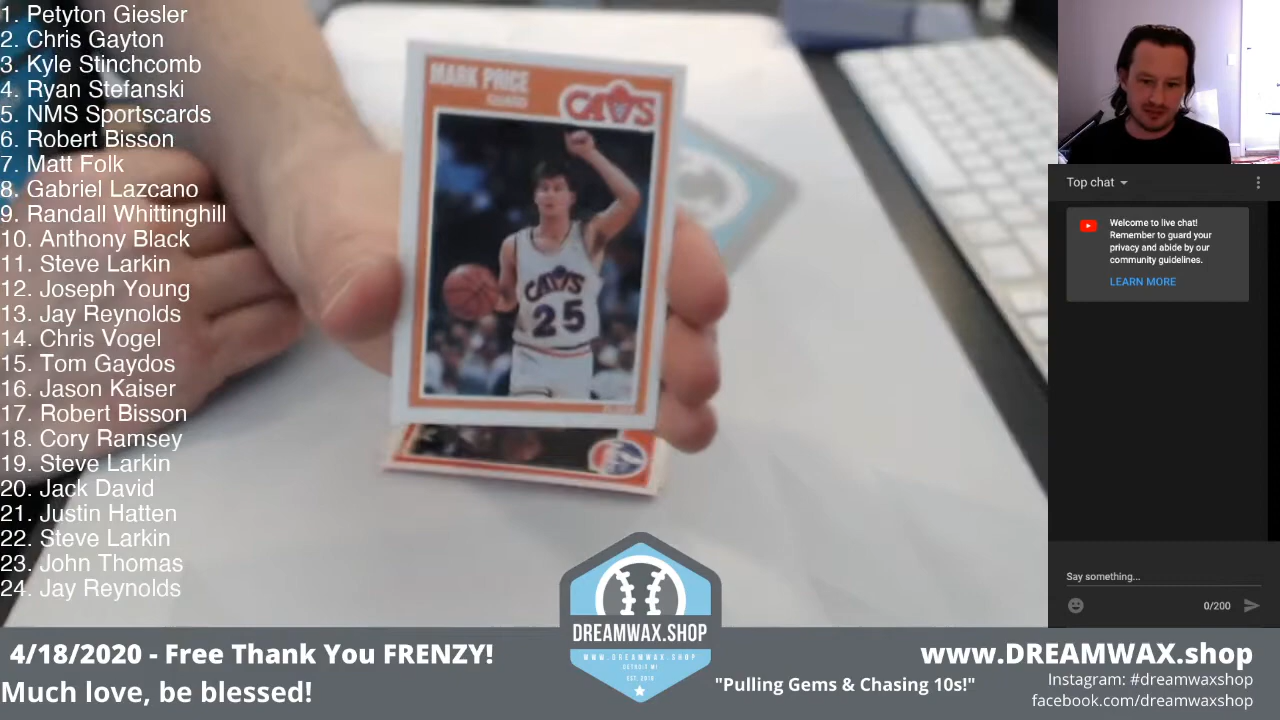 1. Petyton Giesler
2. Chris Gayton
3. Kyle Stinchcomb
4. Ryan Stefanski
5. NMS Sportscards
6. Robert Bisson
7. Matt Folk
8. Gabriel Lazcano
9. Randall Whittinghill
10. Anthony Black
11. Steve Larkin
12. Joseph Young
13. Jay Reynolds
14. Chris Vogel
15. Tom Gaydos
16. Jason Kaiser
17. Robert Bisson
18. Cory Ramsey
19. Steve Larkin
20. Jack David
21. Justin Hatten
22. Steve Larkin
23. John Thomas
24. Jay Reynolds
MARK PRICE
GUARD
CAVS
CAVS
25
Top chat
Welcome to live chat!
Remember to guard your
privacy and abide by our
community guidelines.
LEARN MORE
Say something...
0/200
4/18/2020 - Free Thank You FRENZY!
Much love, be blessed!
DREAMWAX.SHOP
WWW.DREAMWAX.SHOP
DETROIT MI
EST. 2019
"Pulling Gems & Chasing 10s!"
www.DREAMWAX.shop
Instagram: #dreamwaxshop
facebook.com/dreamwaxshop